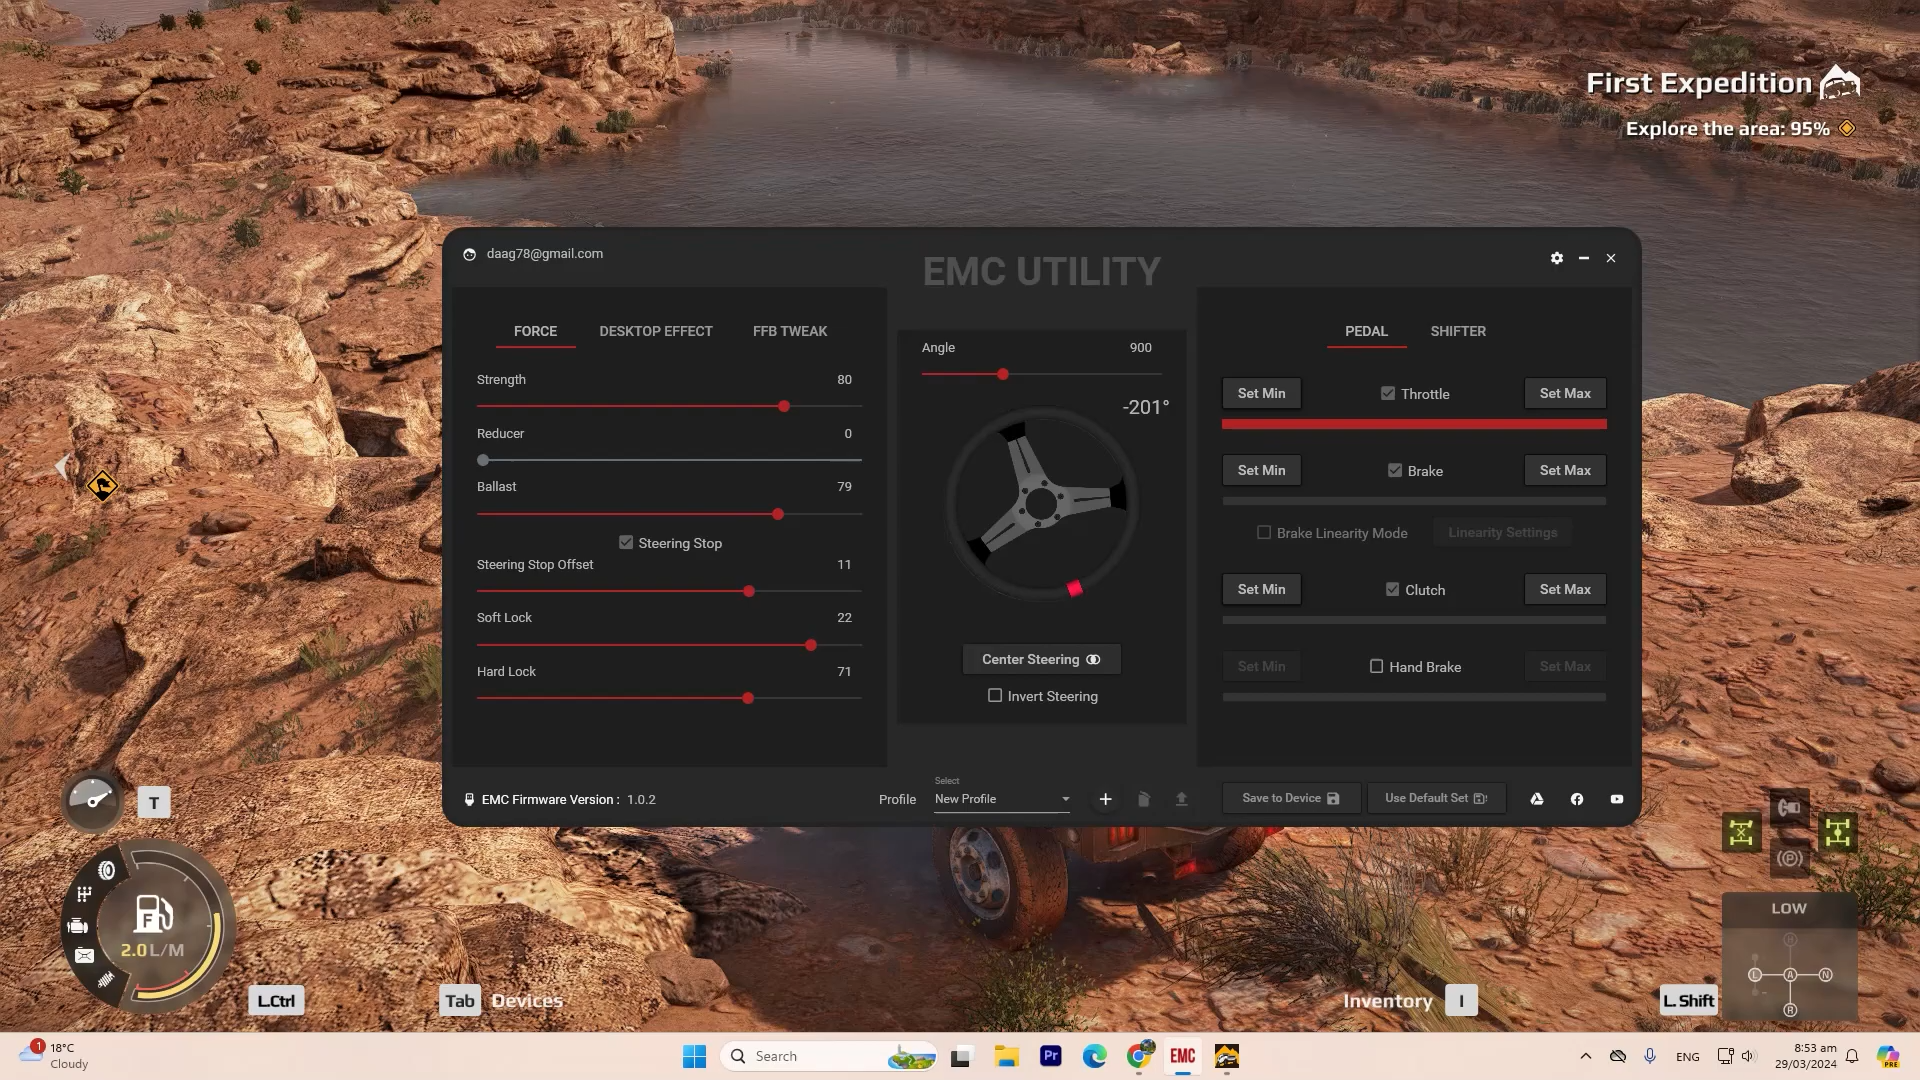 First Expedition
Explore the area: 95%
daag78@gmail.com
EMC UTILITY
FORCE DESKTOP EFFECT FFB TWEAK
Strength 80
Reducer 0
Ballast 79
Steering Stop
Steering Stop Offset 11
Soft Lock 22
Hard Lock 71
Angle 900
-201°
Center Steering
Invert Steering
PEDAL SHIFTER
Set Min Throttle Set Max
Set Min Brake Set Max
Brake Linearity Mode Linearity Settings
Set Min Clutch Set Max
Set Min Hand Brake Set Max
EMC Firmware Version : 1.0.2
Profile Select New Profile
Save to Device Use Default Set
T
F
2.0 L/M
L.Ctrl
Tab Devices
Inventory I
L. Shift
(P)
LOW
H
L A N
R
1 18°C
Cloudy
Search
Pr
EMC
ENG
8:53 am
29/03/2024
PRE